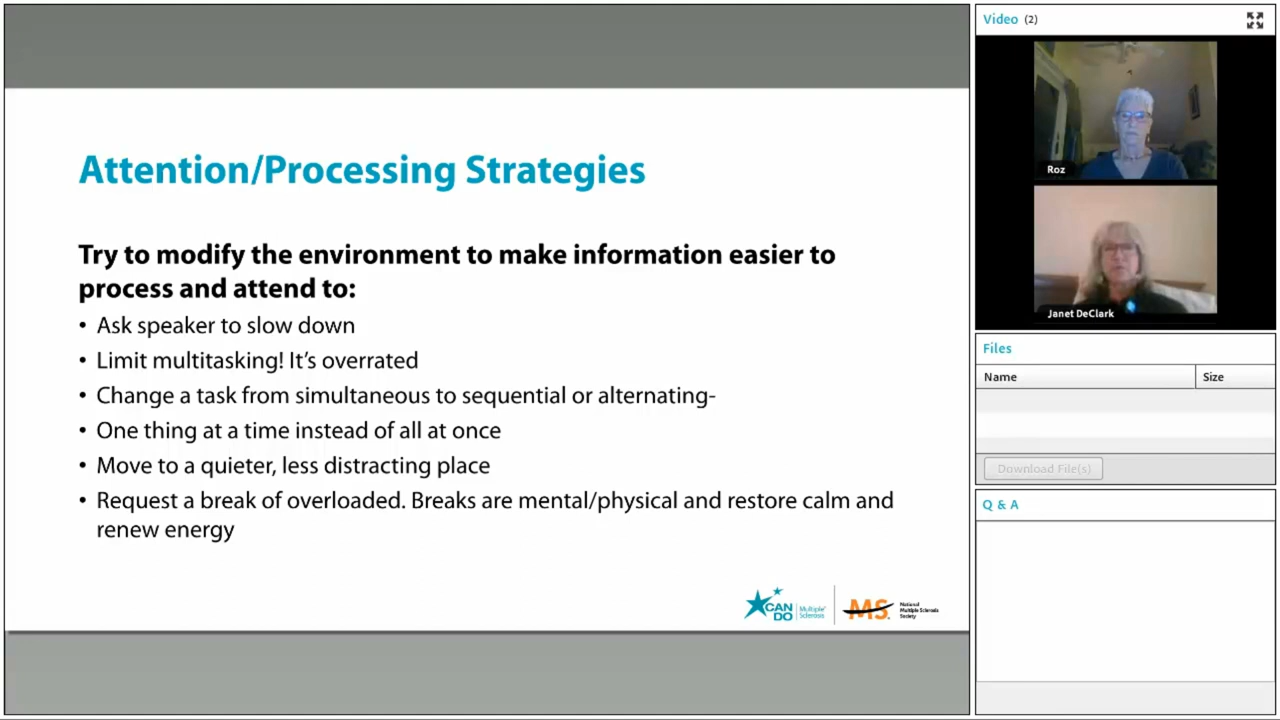 Attention/Processing Strategies
Try to modify the environment to make information easier to
process and attend to:
• Ask speaker to slow down
• Limit multitasking! It’s overrated
• Change a task from simultaneous to sequential or alternating-
• One thing at a time instead of all at once
• Move to a quieter, less distracting place
• Request a break of overloaded. Breaks are mental/physical and restore calm and
renew energy
CAN DO
Multiple Sclerosis
MS
National
Multiple Sclerosis
Society
Video (2)
Roz
Janet DeClark
Files
Name Size
Download File(s)
Q & A